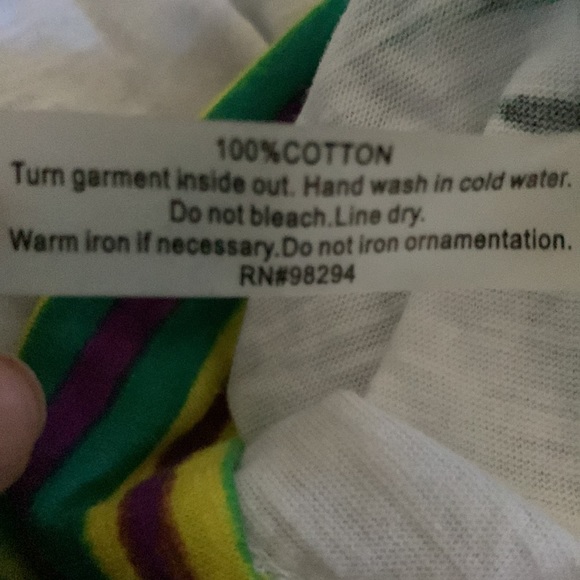 100%COTTON
Turn garment inside out. Hand wash in cold water.
Do not bleach.Line dry.
Warm iron if necessary.Do not iron ornamentation.
RN#98294